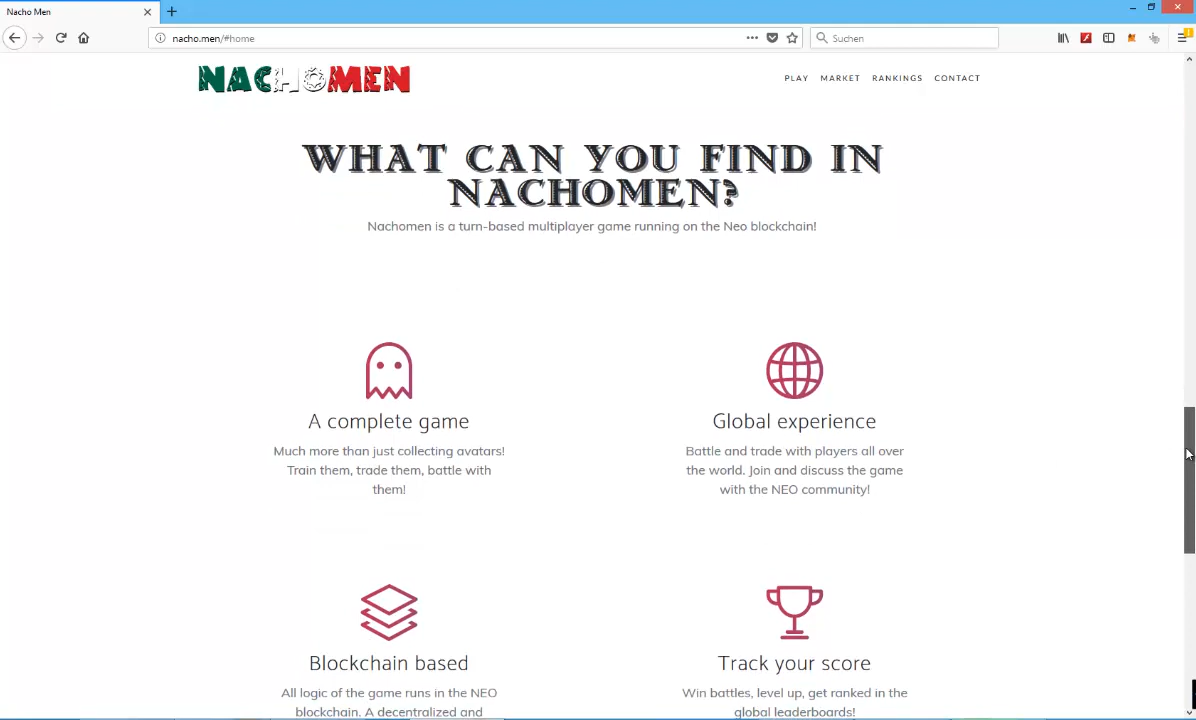 Nacho Men
nacho.men/#home
Suchen
NACHOMEN
PLAY MARKET RANKINGS CONTACT
WHAT CAN YOU FIND IN
NACHOMEN?
Nachomen is a turn-based multiplayer game running on the Neo blockchain!
A complete game
Much more than just collecting avatars!
Train them, trade them, battle with
them!
Global experience
Battle and trade with players all over
the world. Join and discuss the game
with the NEO community!
Blockchain based
All logic of the game runs in the NEO
blockchain. A decentralized and
Track your score
Win battles, level up, get ranked in the
global leaderboards!